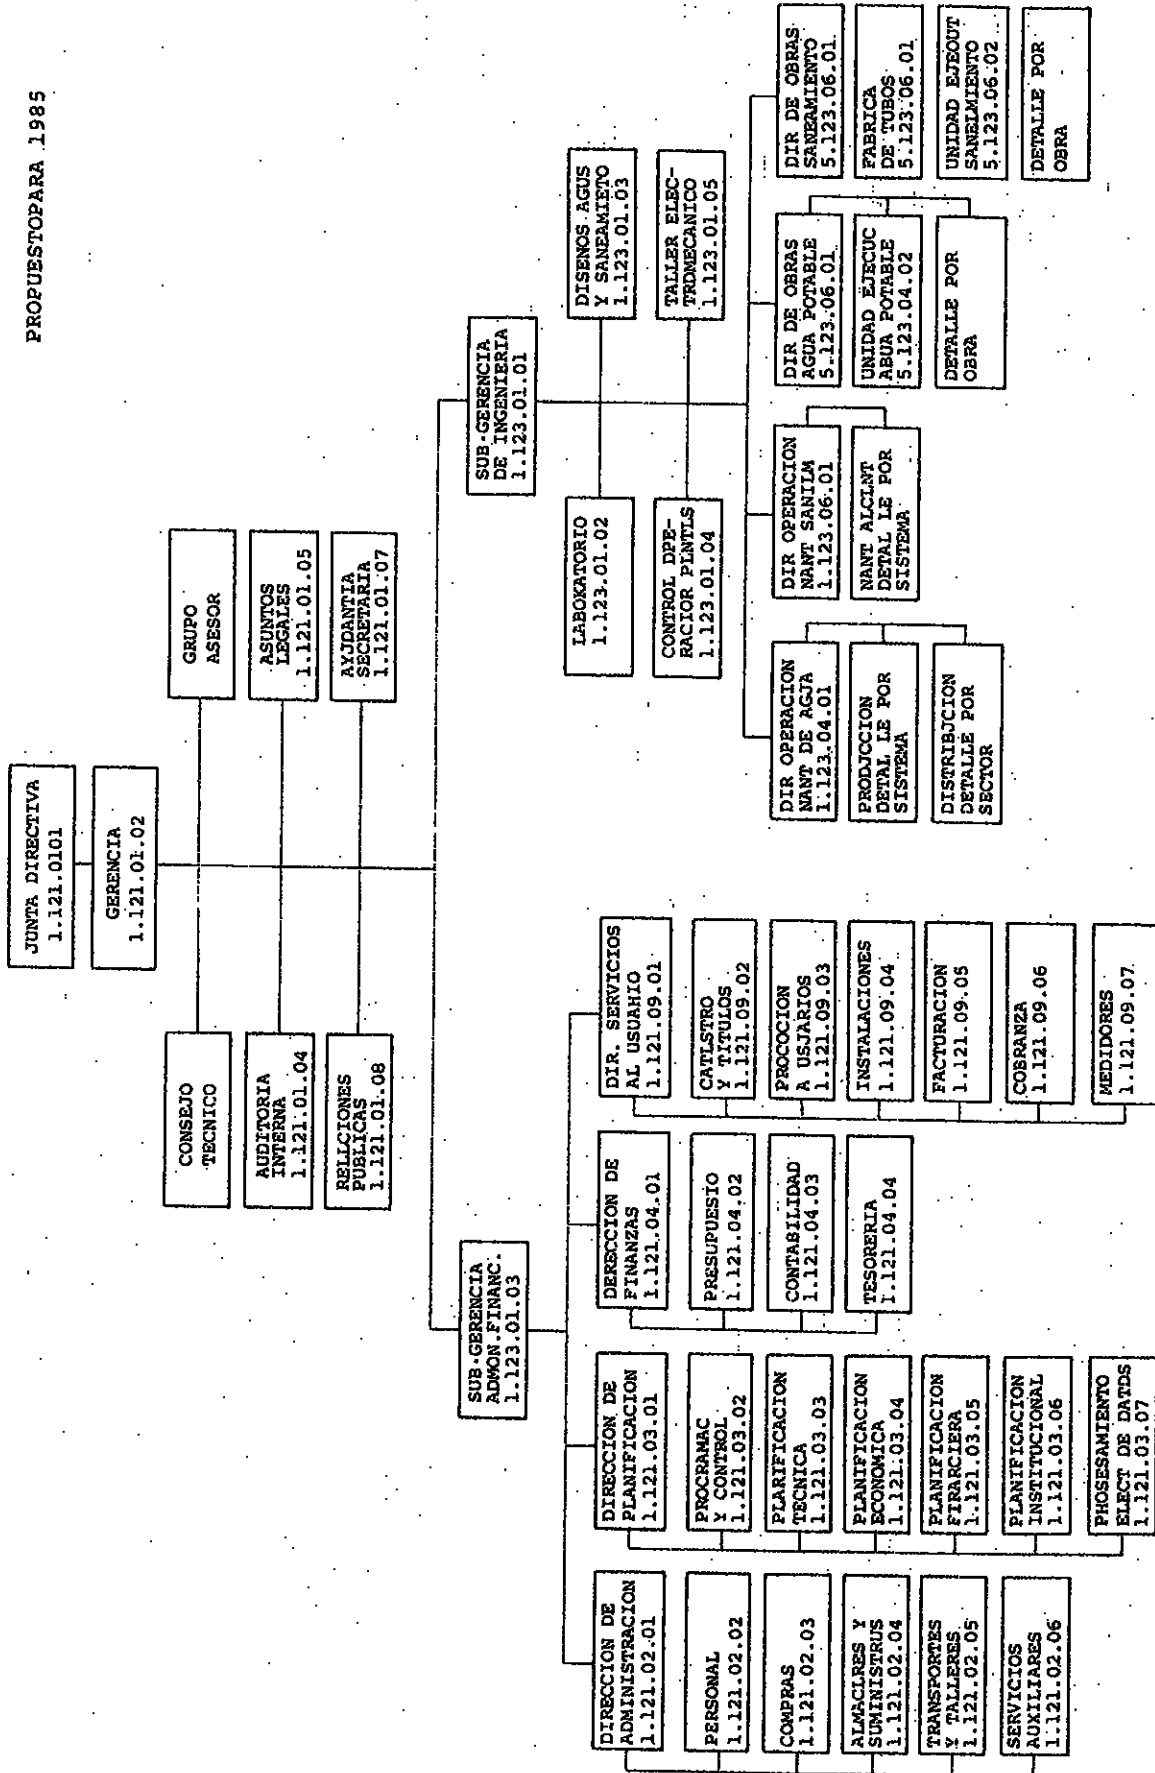 PROPUESTOPARA 1985
JUNTA DIRECTIVA
1.121.0101
GERENCIA
1.121.01.02
CONSEJO
TECNICO
GRUPO
ASESOR
AUDITORIA
INTERNA
1.121.01.04
ASUNTOS
LEGALES
1.121.01.05
RELLCIONES
PUBLICAS
1.121.01.08
AYJDANTIA
SECRETARIA
1.121.01.07
SUB-GERENCIA
ADMON.FINANC.
1.123.01.03
SUB-GERENCIA
DE INGENIERIA
1.123.01.01
LABOKATORIO
1.123.01.02
DISENOS AGUS
Y SANEAMIETO
1.123.01.03
CONTROL DPE-
RACIOR PLNTLS
1.123.01.04
TALLER ELEC-
TRDMECANICO
1.123.01.05
DIRECCION DE
ADMINISTRACION
1.121.02.01
PERSONAL
1.121.02.02
COMPRAS
1.121.02.03
ALMACLRES Y
SUMINISTRUS
1.121.02.04
TRANSPORTES
Y TALLERES
1.121.02.05
SERVICIOS
AUXILIARES
1.121.02.06
DIRECCION DE
PLANIFICACION
1.121.03.01
PROCRAMAC
Y CONTROL
1.121.03.02
PLARIFICACION
TECNICA
1.121.03.03
PLANIFICACION
ECONOMICA
1.121.03.04
PLANIFICACION
FIRARCIERA
1.121.03.05
PLANIFICACION
INSTITUCIONAL
1.121.03.06
PHOSESAMIENTO
ELECT DE DATDS
1.121.03.07
DERECCION DE
FINANZAS
1.121.04.01
PRESUPUESTO
1.121.04.02
CONTABILIDAD
1.121.04.03
TESORERIA
1.121.04.04
DIR. SERVICIOS
AL USUAHIO
1.121.09.01
CATLSTRO
Y TITULOS
1.121.09.02
PROCOCION
A USJARIOS
1.121.09.03
INSTALACIONES
1.121.09.04
FACTURACION
1.121.09.05
COBRANZA
1.121.09.06
MEDIDORES
1.121.09.07
DIR OPERACION
NANT DE AGJA
1.123.04.01
PRODJCCION
DETAL LE POR
SISTEMA
DISTRIBJCION
DETALLE POR
SECTOR
DIR OPERACION
NANT SANILM
1.123.06.01
NANT ALCLNT
DETAL LE POR
SISTEMA
DIR DE OBRAS
AGUA POTABLE
5.123.06.01
UNIDAD EJECUC
ABUA POTABLE
5.123.04.02
DETALLE POR
OBRA
DIR DE OBRAS
SANEAMIENTO
5.123.06.01
FABRICA
DE TUBOS
5.123.06.01
UNIDAD EJEOUT
SANELMIENTO
5.123.06.02
DETALLE POR
OBRA